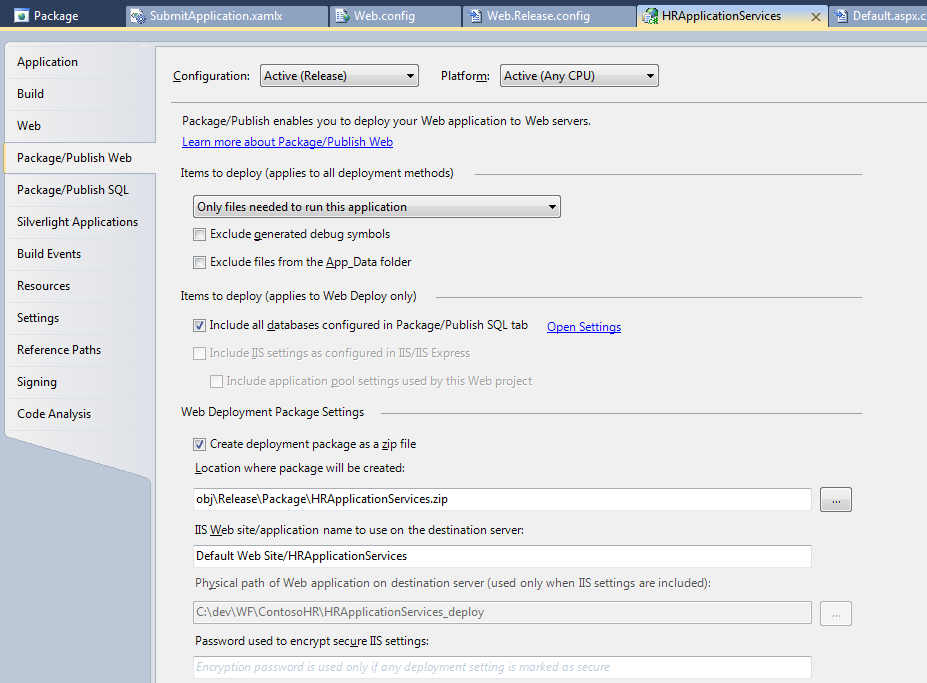 Package SubmitApplication.xamlx Web.config Web.Release.config HRApplicationServices Default.aspx.c
Application
Build
Web
Package/Publish Web
Package/Publish SQL
Silverlight Applications
Build Events
Resources
Settings
Reference Paths
Signing
Code Analysis
Configuration: Active (Release) Platform: Active (Any CPU)
Package/Publish enables you to deploy your Web application to Web servers.
Learn more about Package/Publish Web
Items to deploy (applies to all deployment methods)
Only files needed to run this application
Exclude generated debug symbols
Exclude files from the App_Data folder
Items to deploy (applies to Web Deploy only)
Include all databases configured in Package/Publish SQL tab Open Settings
Include IIS settings as configured in IIS/IIS Express
Include application pool settings used by this Web project
Web Deployment Package Settings
Create deployment package as a zip file
Location where package will be created:
obj\Release\Package\HRApplicationServices.zip ...
IIS Web site/application name to use on the destination server:
Default Web Site/HRApplicationServices
Physical path of Web application on destination server (used only when IIS settings are included):
C:\dev\WF\ContosoHR\HRApplicationServices_deploy ...
Password used to encrypt secure IIS settings:
Encryption password is used only if any deployment setting is marked as secure